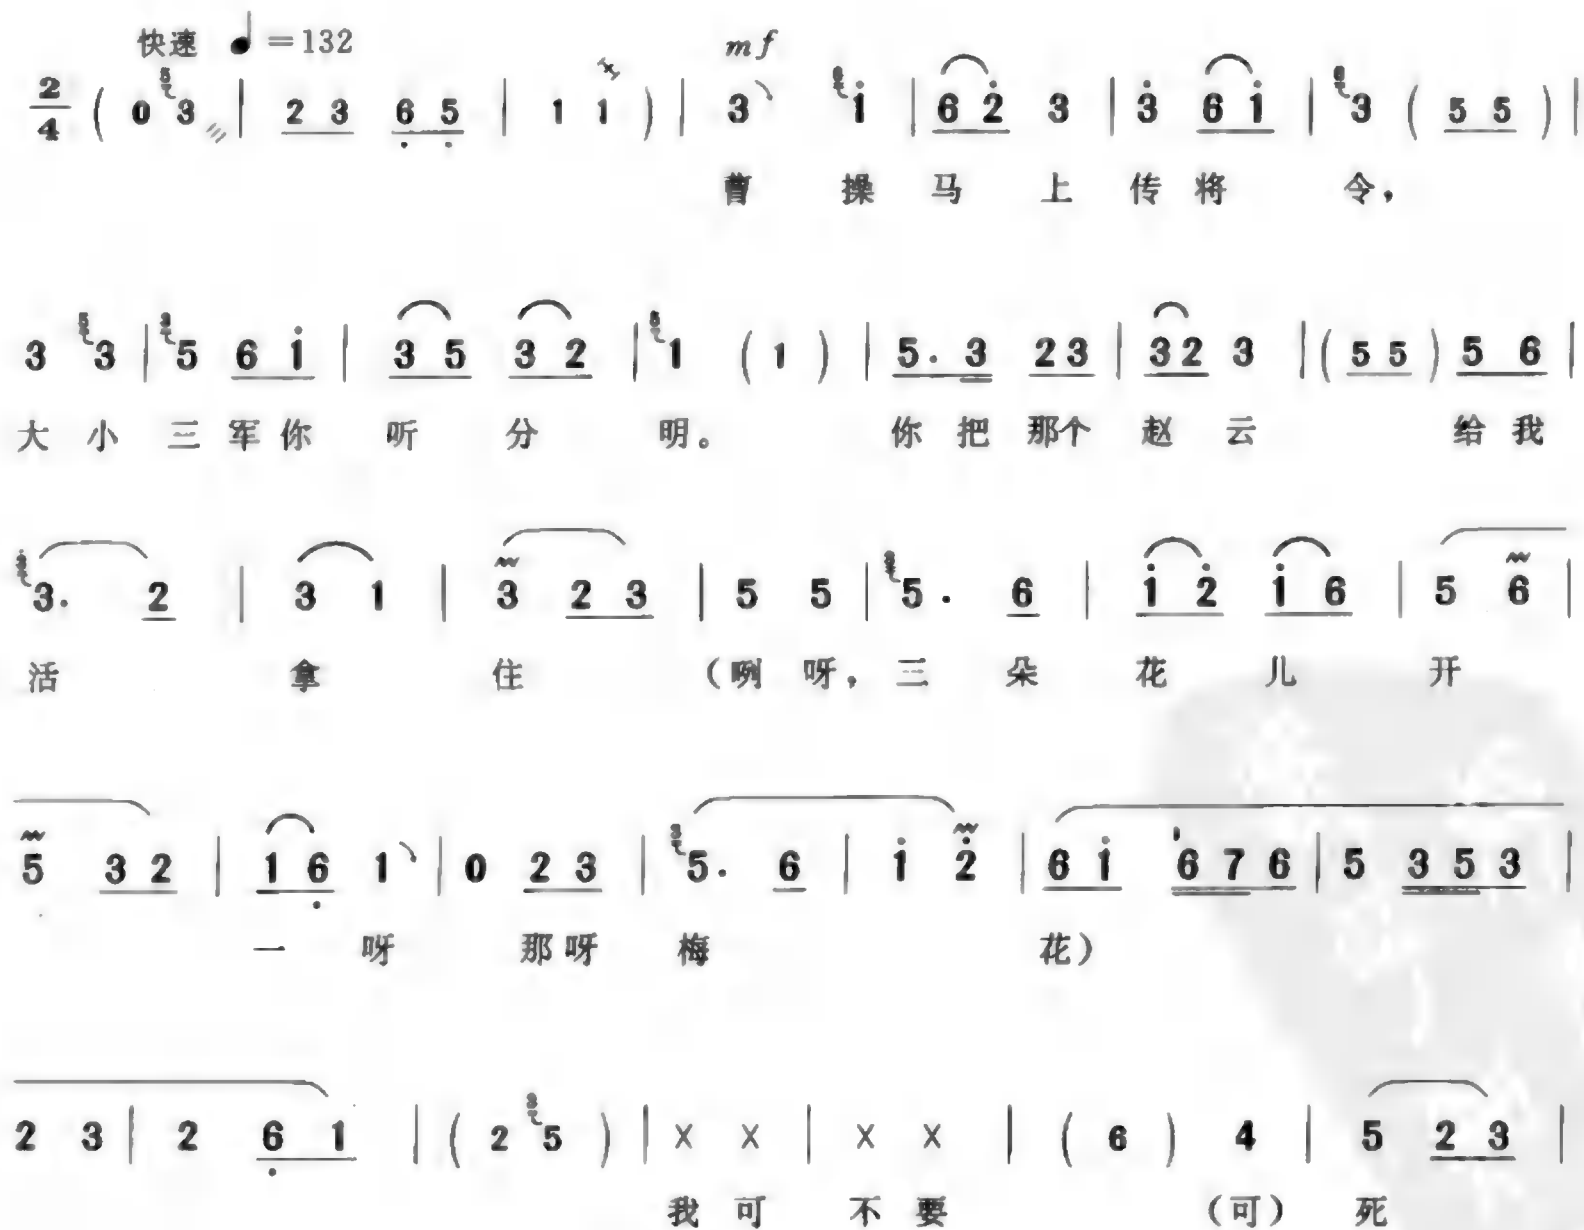 快速 ♩=132 mf
2/4 ( 0 3 | 2 3 6̣ 5̣ | 1 1 ) | 3 i̇ | 6 2̇ 3 | 3̇ 6 i̇ | 3 ( 5 5 ) |
曹 操 马 上 传 将 令，
3 3 | 5 6 i̇ | 3 5 3 2 | 1 ( 1 ) | 5. 3 2 3 | 3 2 3 | ( 5 5 ) 5 6 |
大 小 三 军 你 听 分 明。 你 把 那个 赵 云 给 我
3. 2 | 3 1 | 3 2 3 | 5 5 | 5. 6 | i̇ 2̇ i̇ 6 | 5 6 |
活 拿 住 （咧 呀，三 朵 花 儿 开
5 3 2 | 1 6̣ 1 | 0 2 3 | 5. 6 | i̇ 2̇ | 6 i̇ 6 7 6 | 5 3 5 3 |
一 呀 那 呀 梅 花）
2 3 | 2 6̣ 1 | ( 2 5 ) | X X | X X | ( 6 ) 4 | 5 2 3 |
我 可 不 要 （可） 死